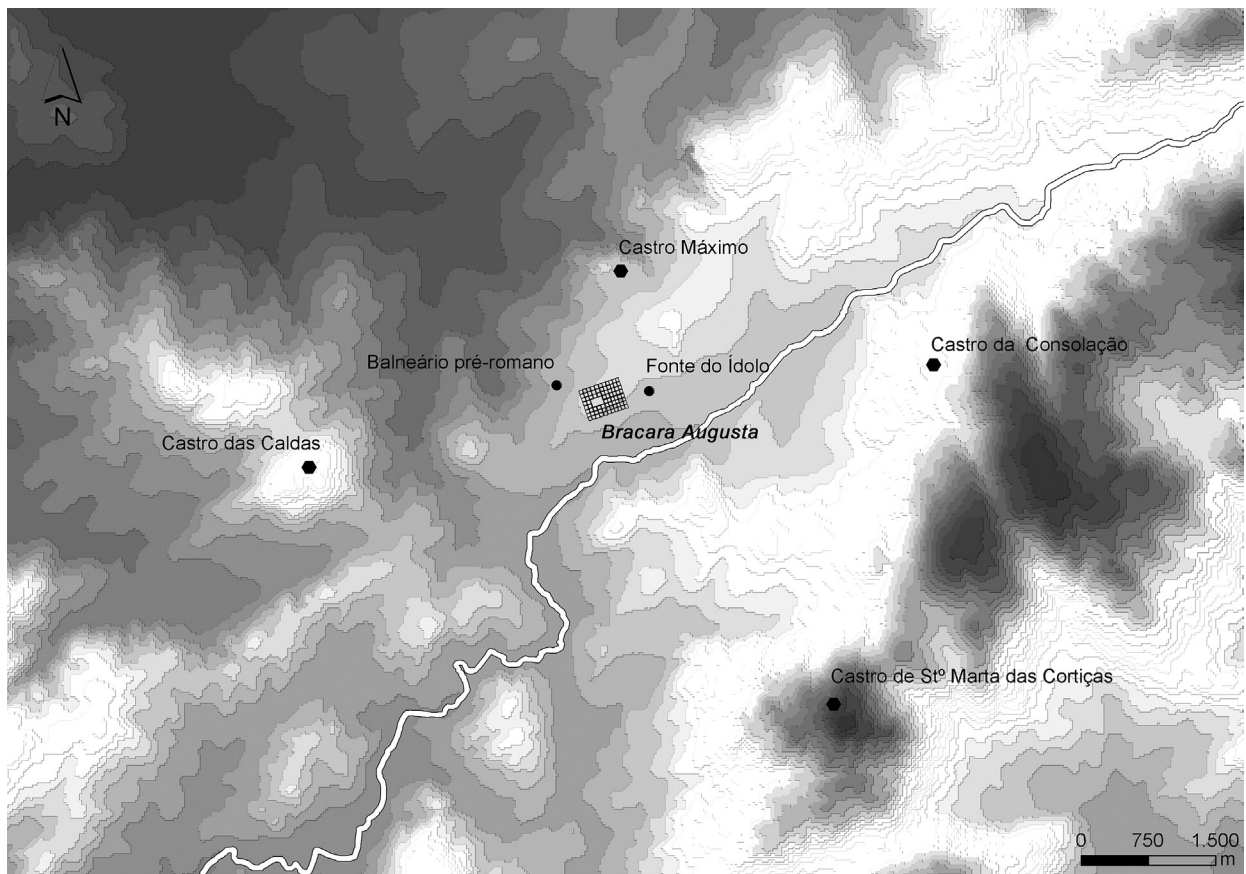 N
Castro Máximo
Balneário pré-romano
Fonte do Ídolo
Castro da Consolação
Bracara Augusta
Castro das Caldas
Castro de Stº Marta das Cortiças
0 750 1.500
m